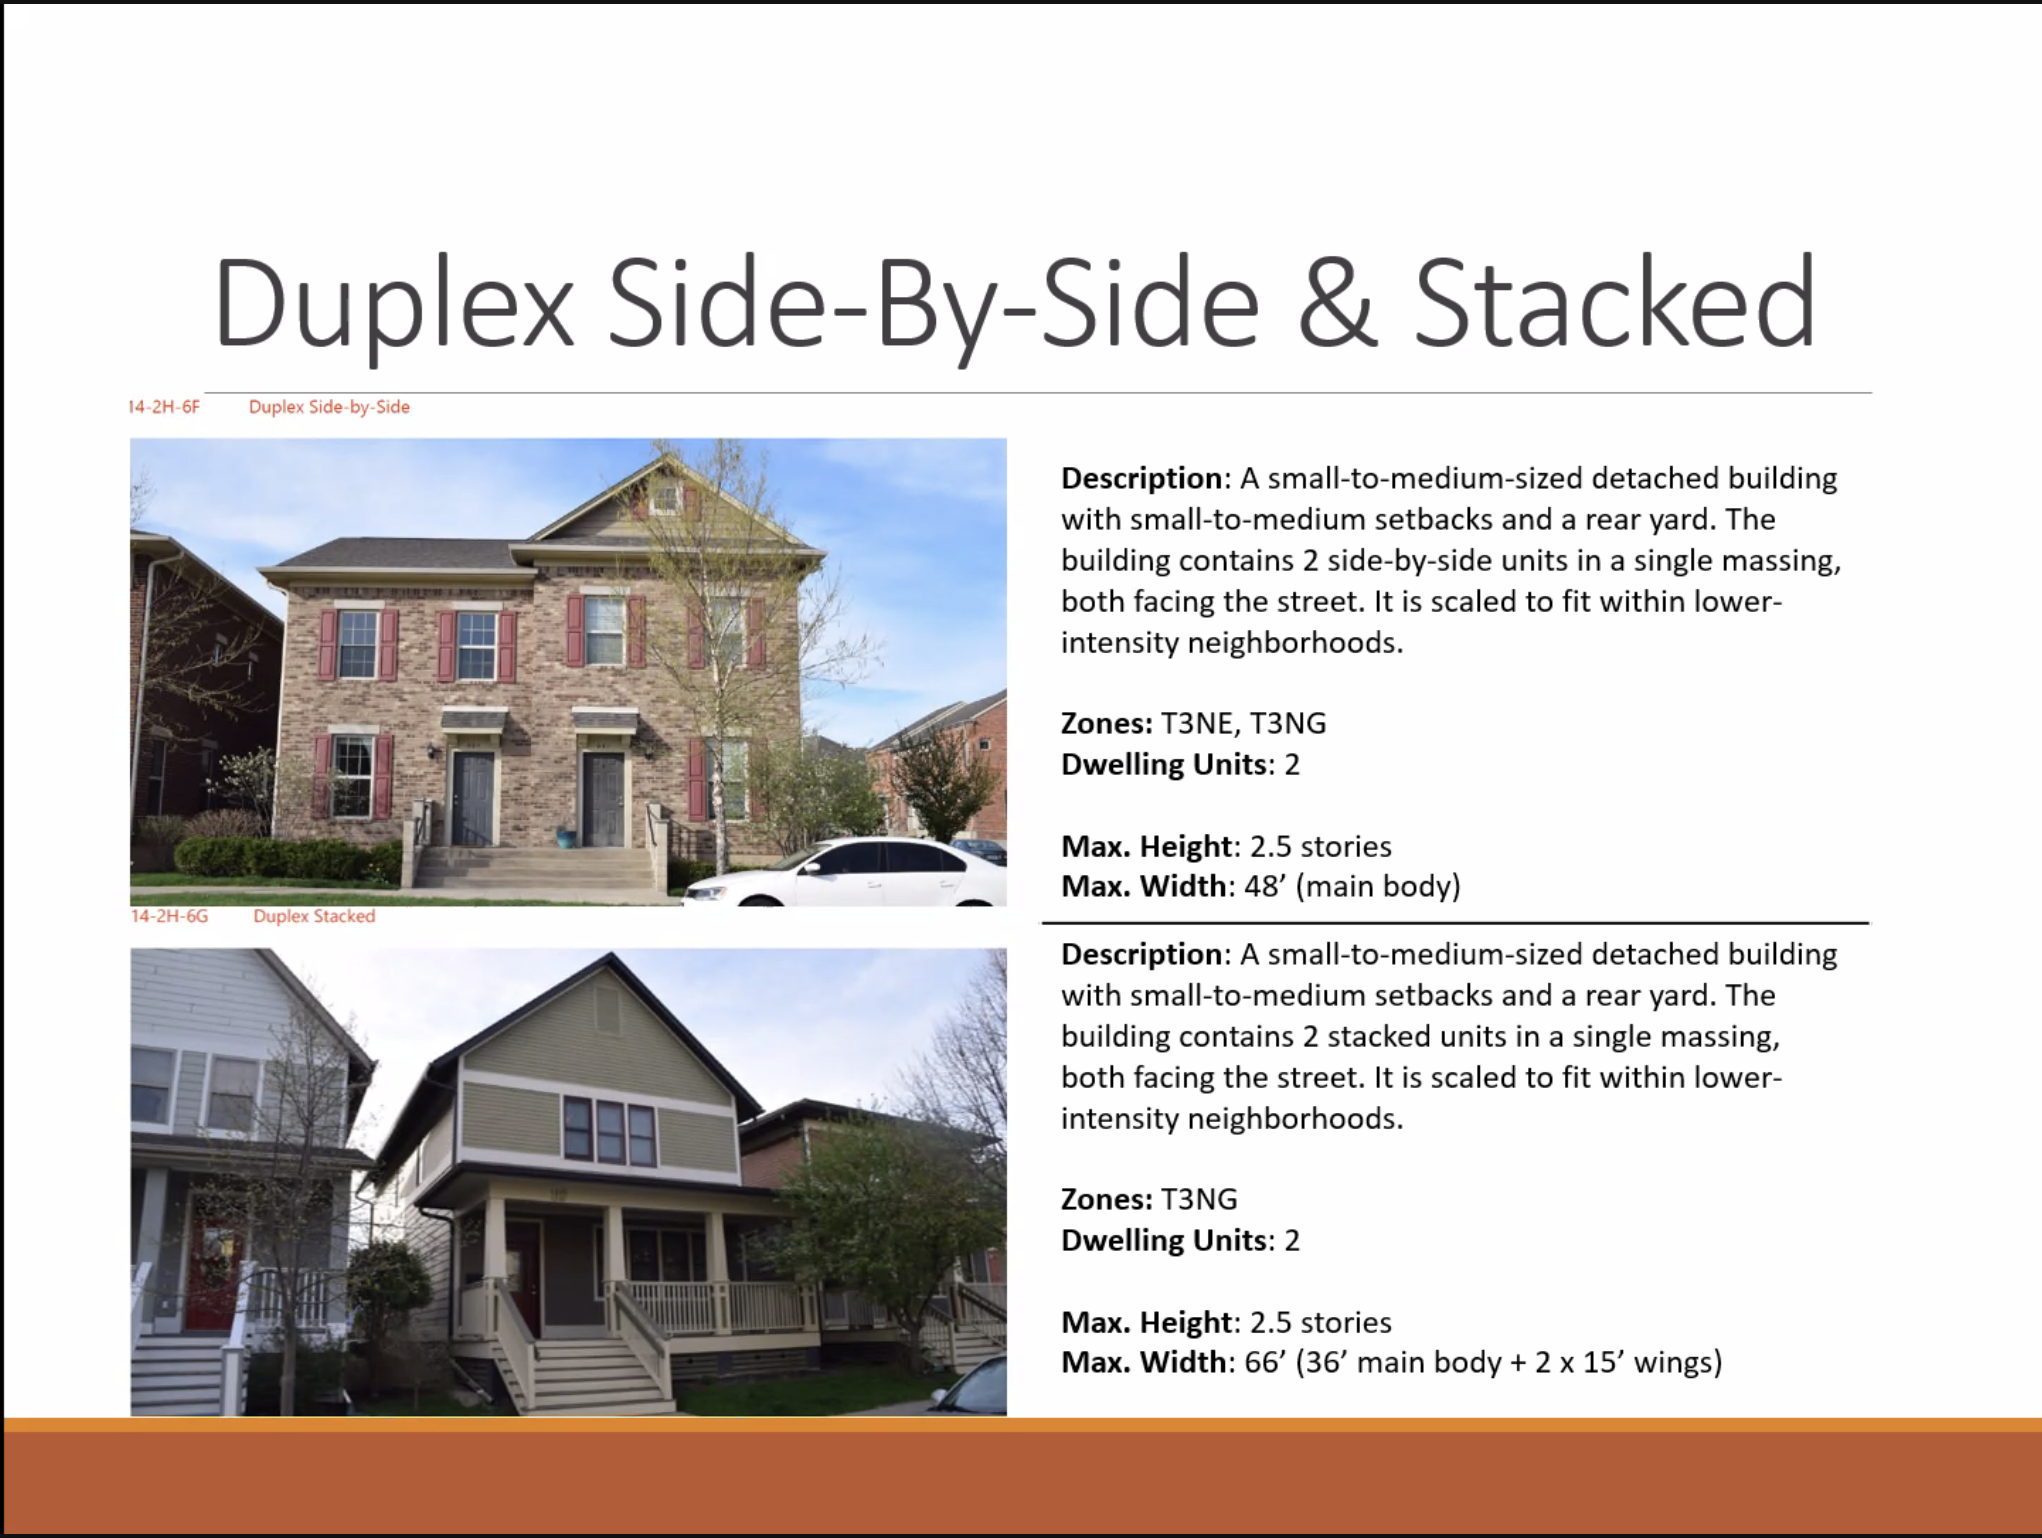 Duplex Side-By-Side & Stacked
14-2H-6F Duplex Side-by-Side
Description: A small-to-medium-sized detached building
with small-to-medium setbacks and a rear yard. The
building contains 2 side-by-side units in a single massing,
both facing the street. It is scaled to fit within lower-
intensity neighborhoods.
Zones: T3NE, T3NG
Dwelling Units: 2
Max. Height: 2.5 stories
Max. Width: 48’ (main body)
14-2H-6G Duplex Stacked
Description: A small-to-medium-sized detached building
with small-to-medium setbacks and a rear yard. The
building contains 2 stacked units in a single massing,
both facing the street. It is scaled to fit within lower-
intensity neighborhoods.
Zones: T3NG
Dwelling Units: 2
Max. Height: 2.5 stories
Max. Width: 66’ (36’ main body + 2 x 15’ wings)